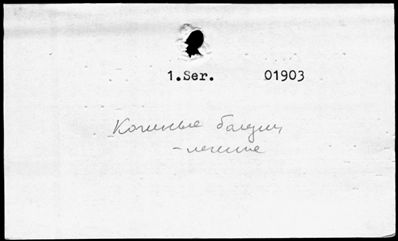 1.Ser. 01903
Кожные болезни
-лечение